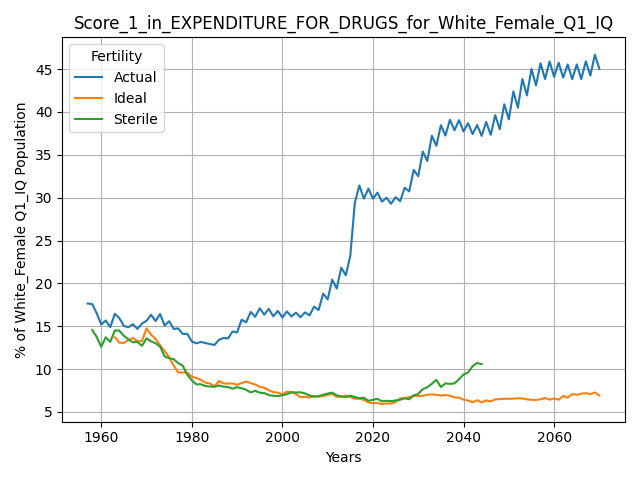 Score_1_in_EXPENDITURE_FOR_DRUGS_for_White_Female_Q1_IQ
Fertility
Actual
Ideal
Sterile
% of White_Female Q1_IQ Population
45
40
35
30
25
20
15
10
5
1960
1980
2000
2020
2040
2060
Years